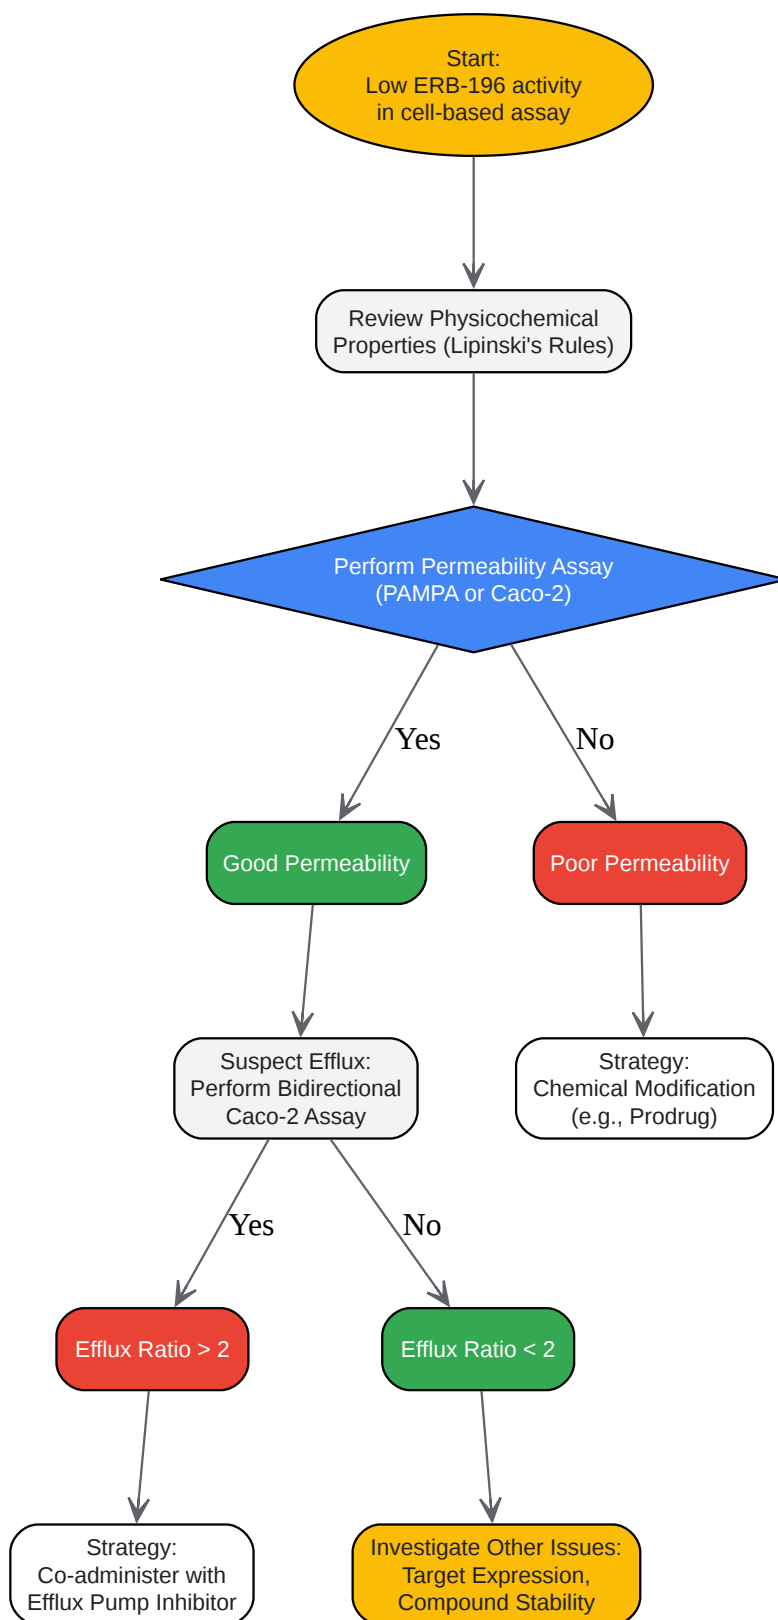 Start:
Low ERB-196 activity
in cell-based assay
Review Physicochemical
Properties (Lipinski's Rules)
Perform Permeability Assay
(PAMPA or Caco-2)
Yes
No
Good Permeability
Poor Permeability
Suspect Efflux:
Perform Bidirectional
Caco-2 Assay
Strategy:
Chemical Modification
(e.g., Prodrug)
Yes
No
Efflux Ratio > 2
Efflux Ratio < 2
Strategy:
Co-administer with
Efflux Pump Inhibitor
Investigate Other Issues:
Target Expression,
Compound Stability